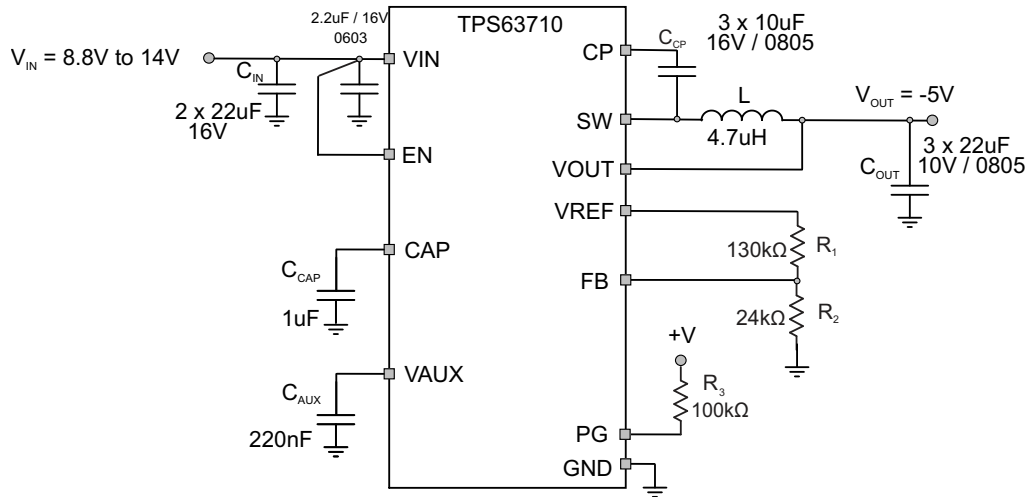 2.2uF / 16V
0603
TPS63710
3 x 10uF
16V / 0805
V_IN = 8.8V to 14V
C_IN
VIN
CP
C_CP
2 x 22uF
16V
L
V_OUT = -5V
SW
4.7uH
3 x 22uF
10V / 0805
EN
VOUT
C_OUT
VREF
CAP
130kΩ
R_1
C_CAP
FB
1uF
24kΩ
R_2
+V
VAUX
C_AUX
R_3
100kΩ
220nF
PG
GND